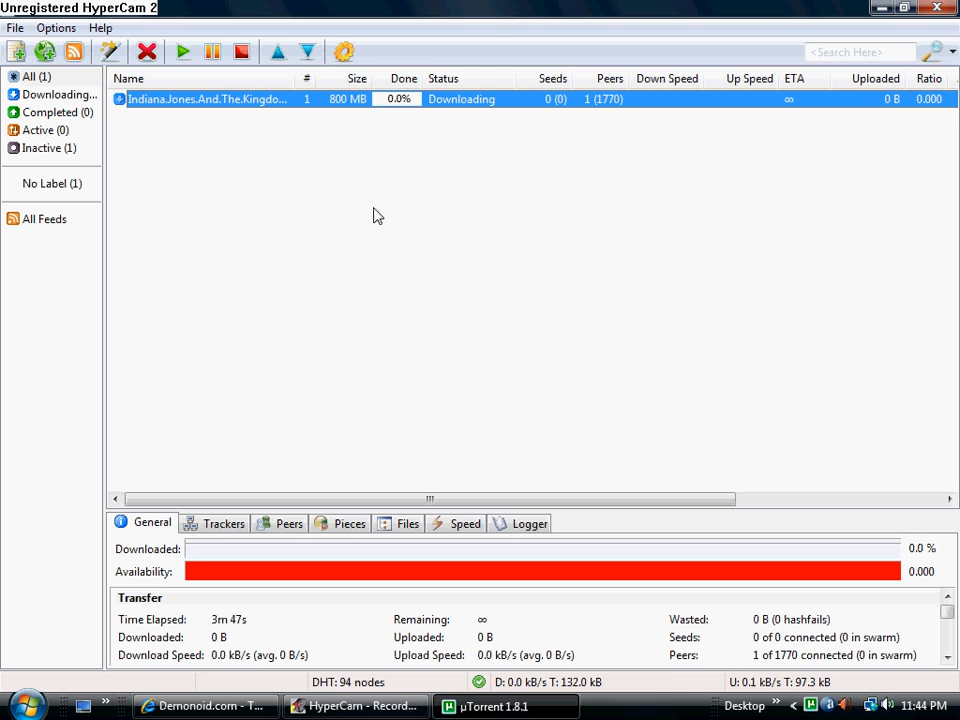 Unregistered HyperCam 2
File Options Help
<Search Here>
All (1)
Downloading...
Completed (0)
Active (0)
Inactive (1)
No Label (1)
All Feeds
Name # Size Done Status Seeds Peers Down Speed Up Speed ETA Uploaded Ratio
Indiana.Jones.And.The.Kingdo... 1 800 MB 0.0% Downloading 0 (0) 1 (1770) ∞ 0 B 0.000
General Trackers Peers Pieces Files Speed Logger
Downloaded: 0.0 %
Availability: 0.000
Transfer
Time Elapsed: 3m 47s Remaining: ∞ Wasted: 0 B (0 hashfails)
Downloaded: 0 B Uploaded: 0 B Seeds: 0 of 0 connected (0 in swarm)
Download Speed: 0.0 kB/s (avg. 0 B/s) Upload Speed: 0.0 kB/s (avg. 0 B/s) Peers: 1 of 1770 connected (0 in swarm)
DHT: 94 nodes D: 0.0 kB/s T: 132.0 kB U: 0.1 kB/s T: 97.3 kB
» Demonoid.com - T... HyperCam - Record... µTorrent 1.8.1 Desktop » < 11:44 PM